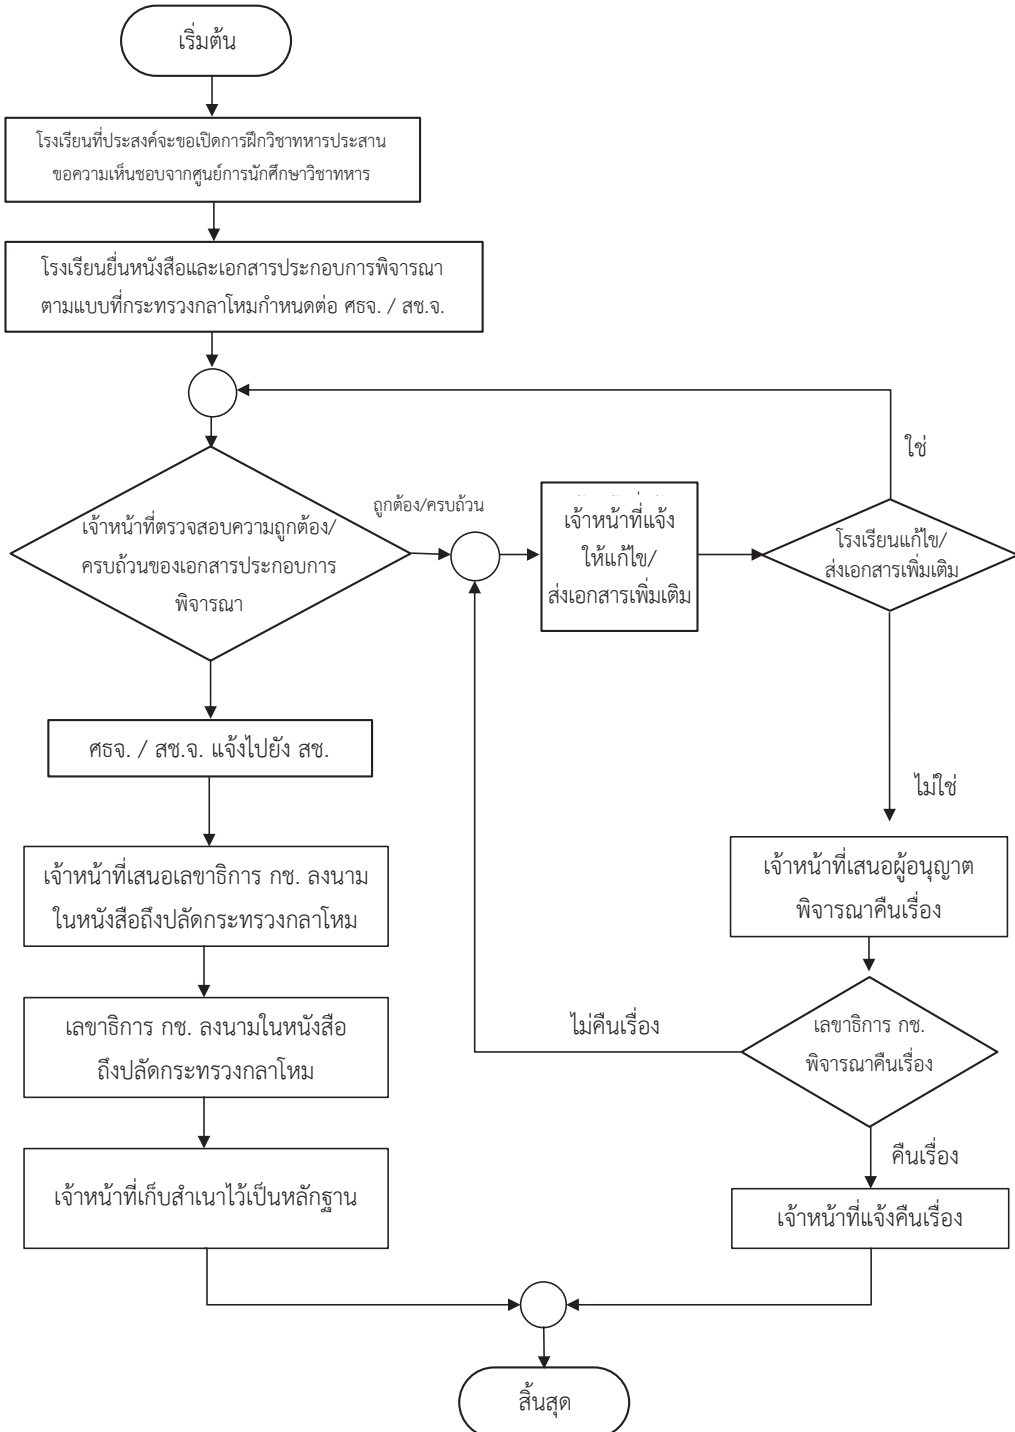 เริ่มต้น
โรงเรียนที่ประสงค์จะขอเปิดการฝึกวิชาทหารประสาน
ขอความเห็นชอบจากศูนย์การนักศึกษาวิชาทหาร
โรงเรียนยื่นหนังสือและเอกสารประกอบการพิจารณา
ตามแบบที่กระทรวงกลาโหมกำหนดต่อ ศธจ. / สช.จ.
ใช่
ถูกต้อง/ครบถ้วน
เจ้าหน้าที่ตรวจสอบความถูกต้อง/
ครบถ้วนของเอกสารประกอบการ
พิจารณา
เจ้าหน้าที่แจ้ง
ให้แก้ไข/
ส่งเอกสารเพิ่มเติม
โรงเรียนแก้ไข/
ส่งเอกสารเพิ่มเติม
ศธจ. / สช.จ. แจ้งไปยัง สช.
ไม่ใช่
เจ้าหน้าที่เสนอเลขาธิการ กช. ลงนาม
ในหนังสือถึงปลัดกระทรวงกลาโหม
เจ้าหน้าที่เสนอผู้อนุญาต
พิจารณาคืนเรื่อง
เลขาธิการ กช. ลงนามในหนังสือ
ถึงปลัดกระทรวงกลาโหม
ไม่คืนเรื่อง
เลขาธิการ กช.
พิจารณาคืนเรื่อง
คืนเรื่อง
เจ้าหน้าที่เก็บสำเนาไว้เป็นหลักฐาน
เจ้าหน้าที่แจ้งคืนเรื่อง
สิ้นสุด